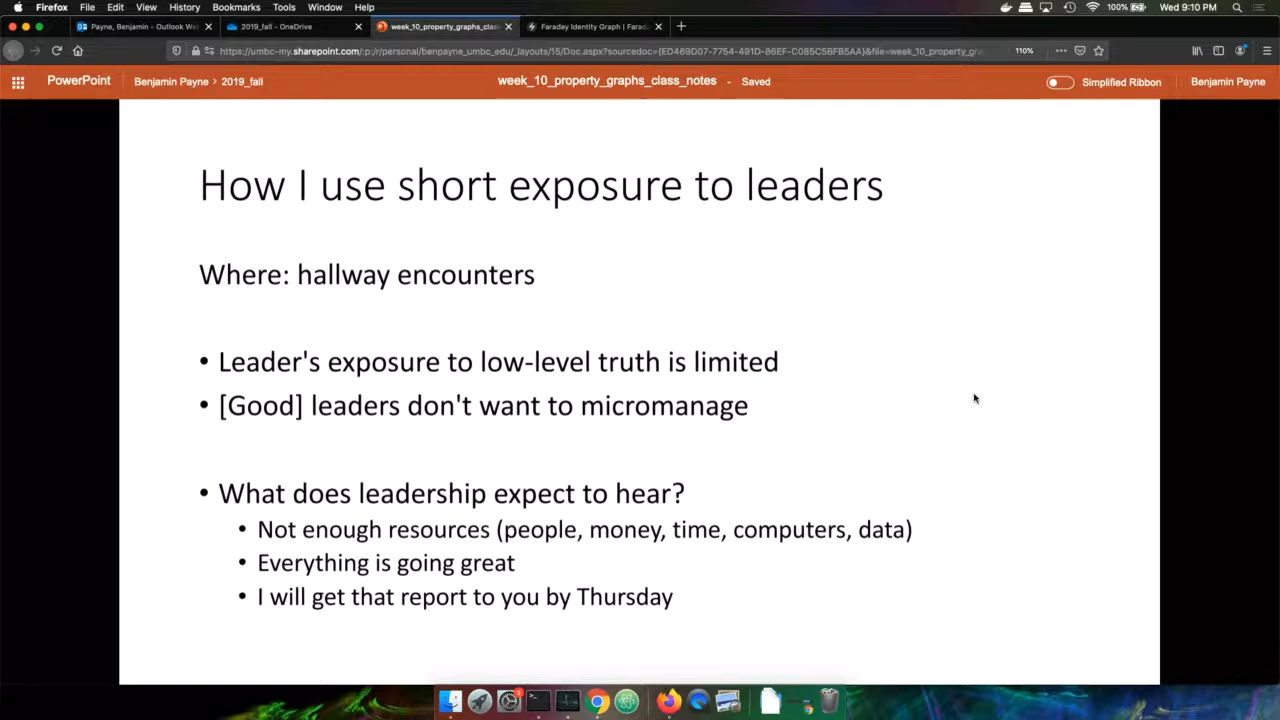 Firefox File Edit View History Bookmarks Tools Window Help 100% Wed 9:10 PM
Payne, Benjamin - Outlook We
2019_fall - OneDrive
week_10_property_graphs_clas
Faraday Identity Graph | Farad
https://umbc-my.sharepoint.com/:p:/r/personal/benpayne_umbc_edu/_layouts/15/Doc.aspx?sourcedoc={ED469D07-7754-491D-86EF-C085C5BFB5AA}&file=week_10_property_gr 110%
PowerPoint Benjamin Payne > 2019_fall week_10_property_graphs_class_notes - Saved Simplified Ribbon Benjamin Payne
How I use short exposure to leaders
Where: hallway encounters
• Leader's exposure to low-level truth is limited
• [Good] leaders don't want to micromanage
• What does leadership expect to hear?
• Not enough resources (people, money, time, computers, data)
• Everything is going great
• I will get that report to you by Thursday